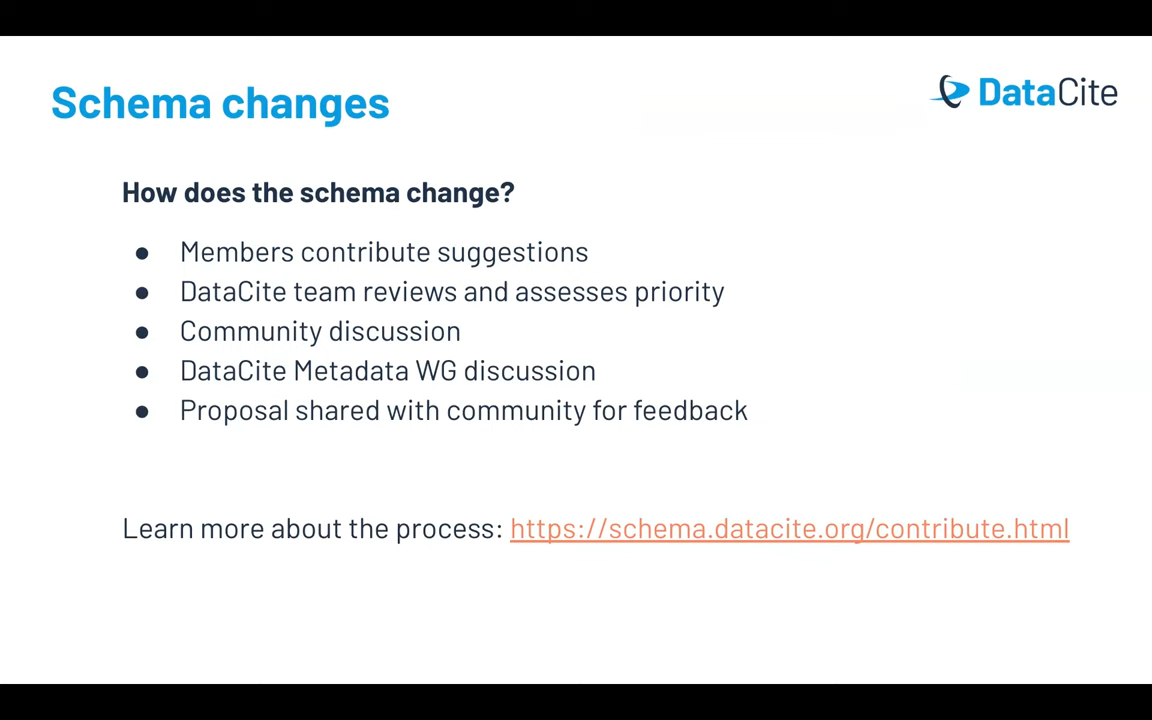 Schema changes
DataCite
How does the schema change?
● Members contribute suggestions
● DataCite team reviews and assesses priority
● Community discussion
● DataCite Metadata WG discussion
● Proposal shared with community for feedback
Learn more about the process: https://schema.datacite.org/contribute.html